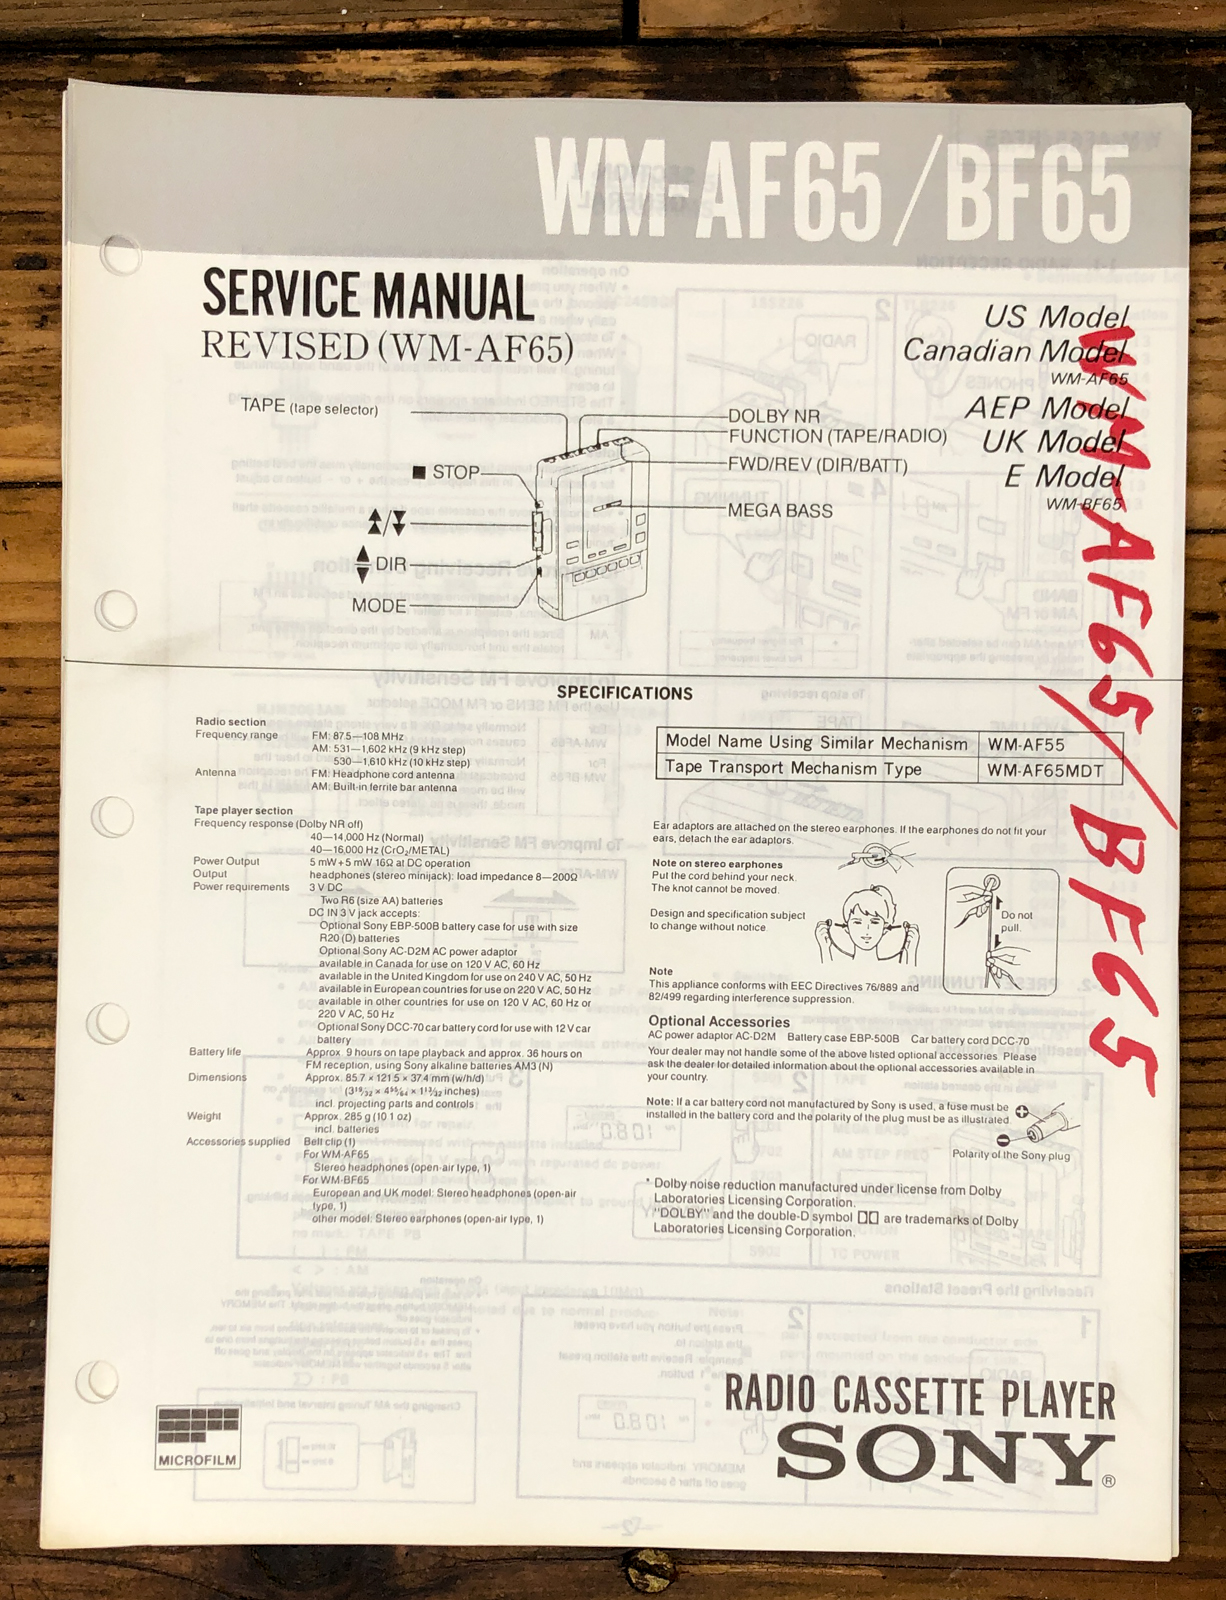 WM-AF65/BF65
SERVICE MANUAL
REVISED (WM-AF65)
US Model
Canadian Model
WM-AF65
AEP Model
UK Model
E Model
WM-BF65
WM-AF65/BF65
TAPE (tape selector)
■ STOP
DIR
MODE
DOLBY NR
FUNCTION (TAPE/RADIO)
FWD/REV (DIR/BATT)
MEGA BASS
SPECIFICATIONS
Radio section
Frequency range FM: 87.5—108 MHz
AM: 531—1,602 kHz (9 kHz step)
530—1,610 kHz (10 kHz step)
Antenna FM: Headphone cord antenna
AM: Built-in ferrite bar antenna
Tape player section
Frequency response (Dolby NR off)
40—14,000 Hz (Normal)
40—16,000 Hz (CrO₂/METAL)
Power Output 5 mW+5 mW 16Ω at DC operation
Output headphones (stereo minijack): load impedance 8—200Ω
Power requirements 3 V DC
Two R6 (size AA) batteries
DC IN 3 V jack accepts:
Optional Sony EBP-500B battery case for use with size
R20 (D) batteries
Optional Sony AC-D2M AC power adaptor
available in Canada for use on 120 V AC, 60 Hz
available in the United Kingdom for use on 240 V AC, 50 Hz
available in European countries for use on 220 V AC, 50 Hz
available in other countries for use on 120 V AC, 60 Hz or
220 V AC, 50 Hz
Optional Sony DCC-70 car battery cord for use with 12 V car
battery
Battery life Approx. 9 hours on tape playback and approx. 36 hours on
FM reception, using Sony alkaline batteries AM3 (N)
Dimensions Approx. 85.7 × 121.5 × 37.4 mm (w/h/d)
incl. projecting parts and controls
Weight Approx. 285 g (10.1 oz)
incl. batteries
Accessories supplied Belt clip (1)
For WM-AF65
Stereo headphones (open-air type, 1)
For WM-BF65
European and UK model: Stereo headphones (open-air
type, 1)
other model: Stereo earphones (open-air type, 1)
Model Name Using Similar Mechanism WM-AF55
Tape Transport Mechanism Type WM-AF65MDT
Ear adaptors are attached on the stereo earphones. If the earphones do not fit your
ears, detach the ear adaptors.
Note on stereo earphones
Put the cord behind your neck.
The knot cannot be moved.
Do not
pull.
Design and specification subject
to change without notice.
Note
This appliance conforms with EEC Directives 76/889 and
82/499 regarding interference suppression.
Optional Accessories
AC power adaptor AC-D2M Battery case EBP-500B Car battery cord DCC-70
Your dealer may not handle some of the above listed optional accessories. Please
ask the dealer for detailed information about the optional accessories available in
your country.
Note: If a car battery cord not manufactured by Sony is used, a fuse must be
installed in the battery cord and the polarity of the plug must be as illustrated.
Polarity of the Sony plug
* Dolby noise reduction manufactured under license from Dolby
Laboratories Licensing Corporation.
"DOLBY" and the double-D symbol are trademarks of Dolby
Laboratories Licensing Corporation.
MICROFILM
RADIO CASSETTE PLAYER
SONY®